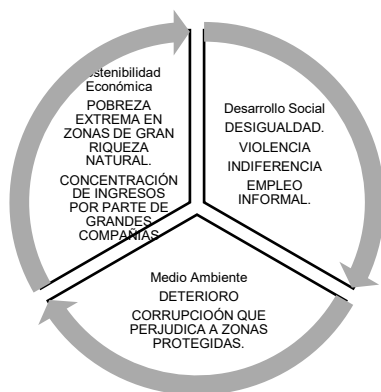 ostenibilidad
Económica
POBREZA
EXTREMA EN
ZONAS DE GRAN
RIQUEZA
NATURAL.
CONCENTRACIÓN
DE INGRESOS
POR PARTE DE
GRANDES
COMPAÑIAS
Desarrollo Social
DESIGUALDAD.
VIOLENCIA
INDIFERENCIA
EMPLEO
INFORMAL.
Medio Ambiente
DETERIORO
CORRUPCIOÓN QUE
PERJUDICA A ZONAS
PROTEGIDAS.